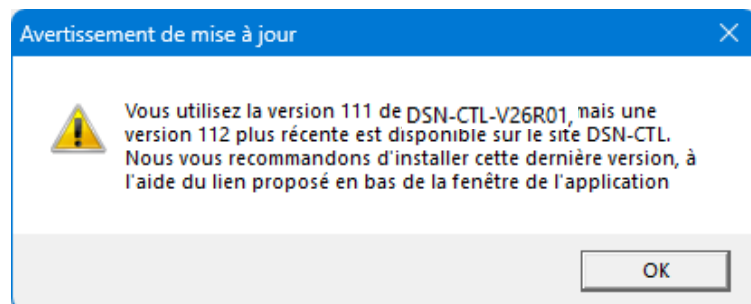 Avertissement de mise à jour
Vous utilisez la version 111 de DSN-CTL-V26R01, mais une
version 112 plus récente est disponible sur le site DSN-CTL.
Nous vous recommandons d'installer cette dernière version, à
l'aide du lien proposé en bas de la fenêtre de l'application
OK